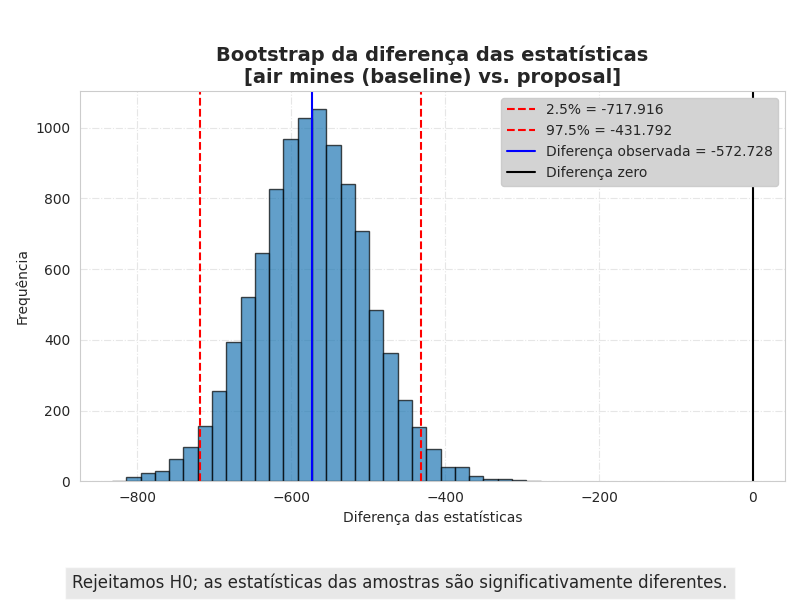 Bootstrap da diferença das estatísticas
[air mines (baseline) vs. proposal]
2.5% = -717.916
97.5% = -431.792
Diferença observada = -572.728
Diferença zero
Frequência
1000
800
600
400
200
0
−800
−600
−400
−200
0
Diferença das estatísticas
Rejeitamos H0; as estatísticas das amostras são significativamente diferentes.